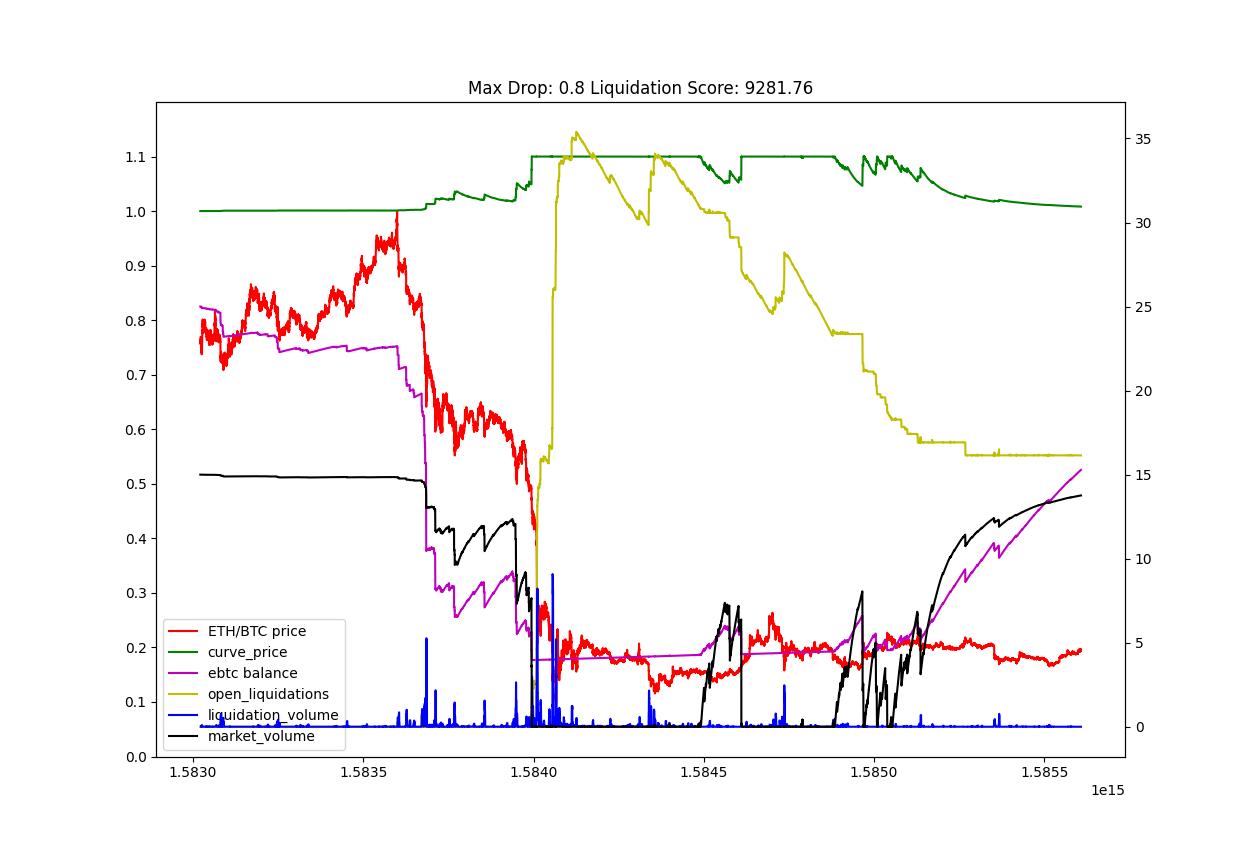 Max Drop: 0.8 Liquidation Score: 9281.76
1.1
1.0
0.9
0.8
0.7
0.6
0.5
0.4
0.3
0.2
0.1
0.0
35
30
25
20
15
10
5
0
ETH/BTC price
curve_price
ebtc balance
open_liquidations
liquidation_volume
market_volume
1.5830 1.5835 1.5840 1.5845 1.5850 1.5855
1e15